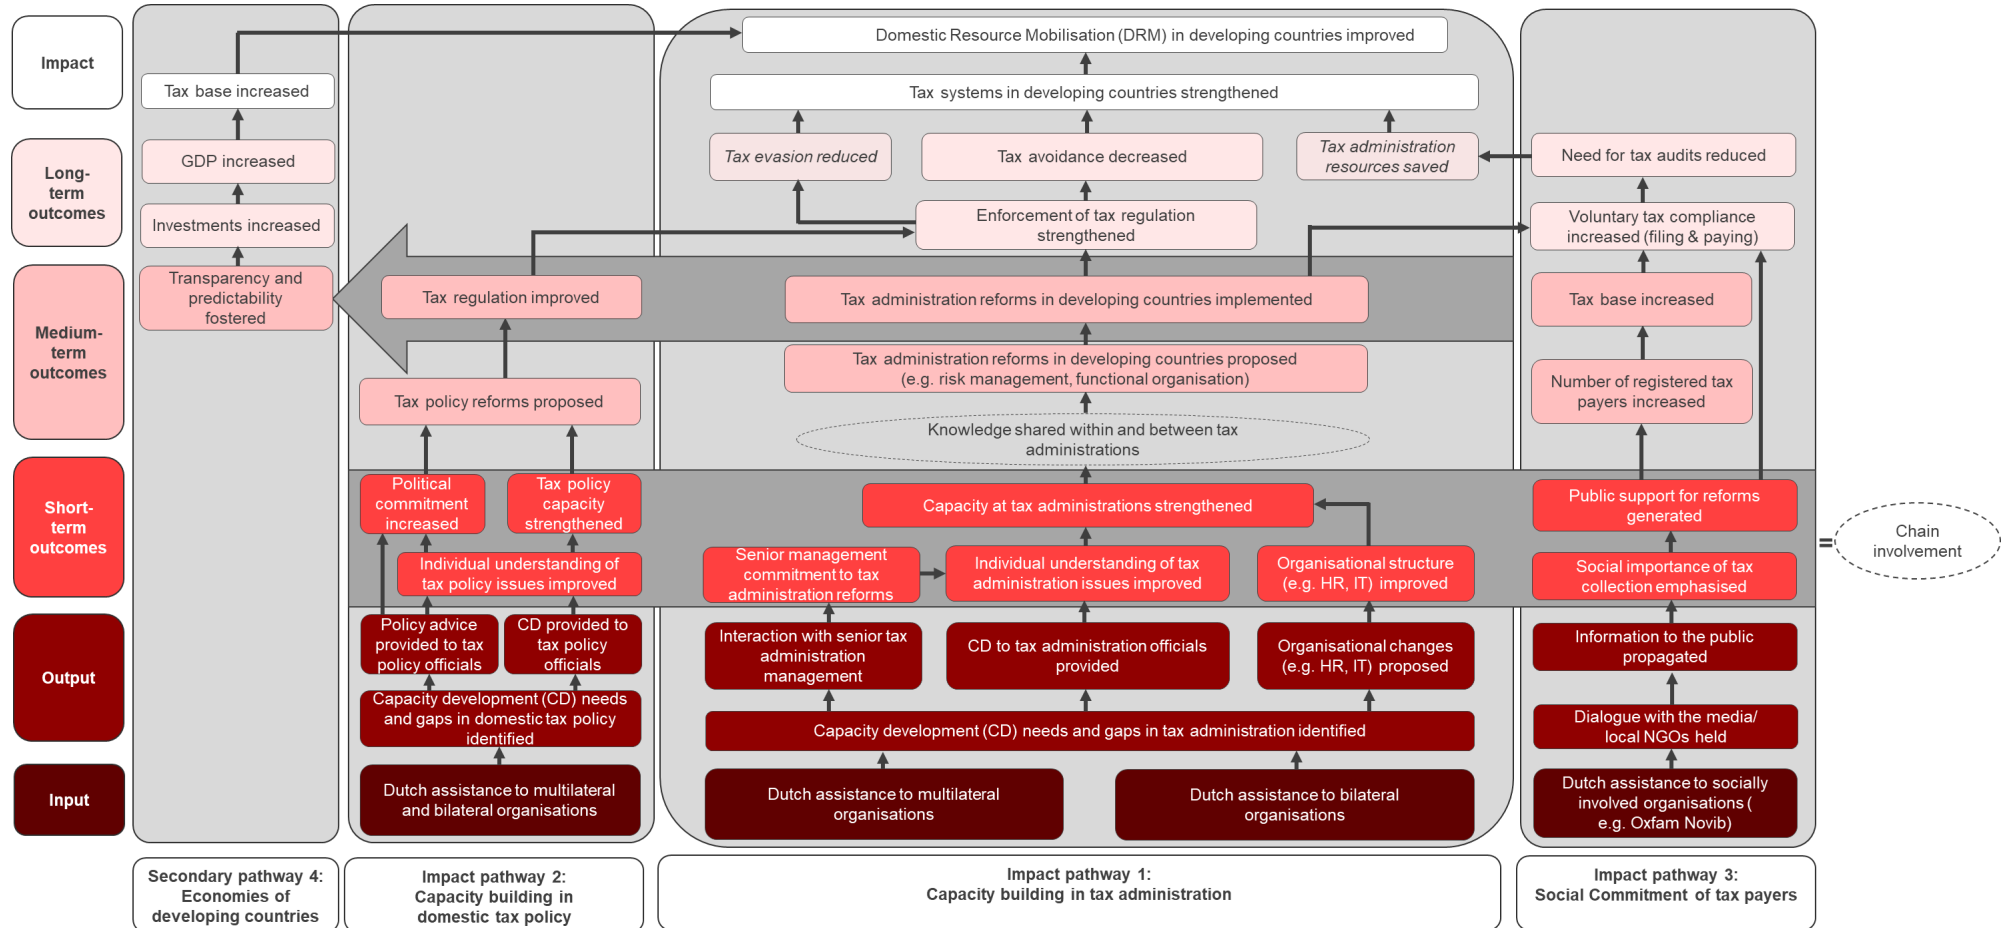 Impact
Long-
term
outcomes
Medium-
term
outcomes
Short-
term
outcomes
Output
Input
Tax base increased
GDP increased
Investments increased
Transparency and
predictability
fostered
Secondary pathway 4:
Economies of
developing countries
Tax regulation improved
Tax policy reforms proposed
Political
commitment
increased
Tax policy
capacity
strengthened
Individual understanding of
tax policy issues improved
Policy advice
provided to tax
policy officials
CD provided to
tax policy
officials
Capacity development (CD) needs
and gaps in domestic tax policy
identified
Dutch assistance to multilateral
and bilateral organisations
Impact pathway 2:
Capacity building in
domestic tax policy
Domestic Resource Mobilisation (DRM) in developing countries improved
Tax systems in developing countries strengthened
Tax evasion reduced
Tax avoidance decreased
Tax administration
resources saved
Enforcement of tax regulation
strengthened
Tax administration reforms in developing countries implemented
Tax administration reforms in developing countries proposed
(e.g. risk management, functional organisation)
Knowledge shared within and between tax
administrations
Capacity at tax administrations strengthened
Senior management
commitment to tax
administration reforms
Individual understanding of tax
administration issues improved
Organisational structure
(e.g. HR, IT) improved
Interaction with senior tax
administration
management
CD to tax administration officials
provided
Organisational changes
(e.g. HR, IT) proposed
Capacity development (CD) needs and gaps in tax administration identified
Dutch assistance to multilateral
organisations
Dutch assistance to bilateral
organisations
Impact pathway 1:
Capacity building in tax administration
Need for tax audits reduced
Voluntary tax compliance
increased (filing & paying)
Tax base increased
Number of registered tax
payers increased
Public support for reforms
generated
Social importance of tax
collection emphasised
Information to the public
propagated
Dialogue with the media/
local NGOs held
Dutch assistance to socially
involved organisations (
e.g. Oxfam Novib)
Impact pathway 3:
Social Commitment of tax payers
=
Chain
involvement